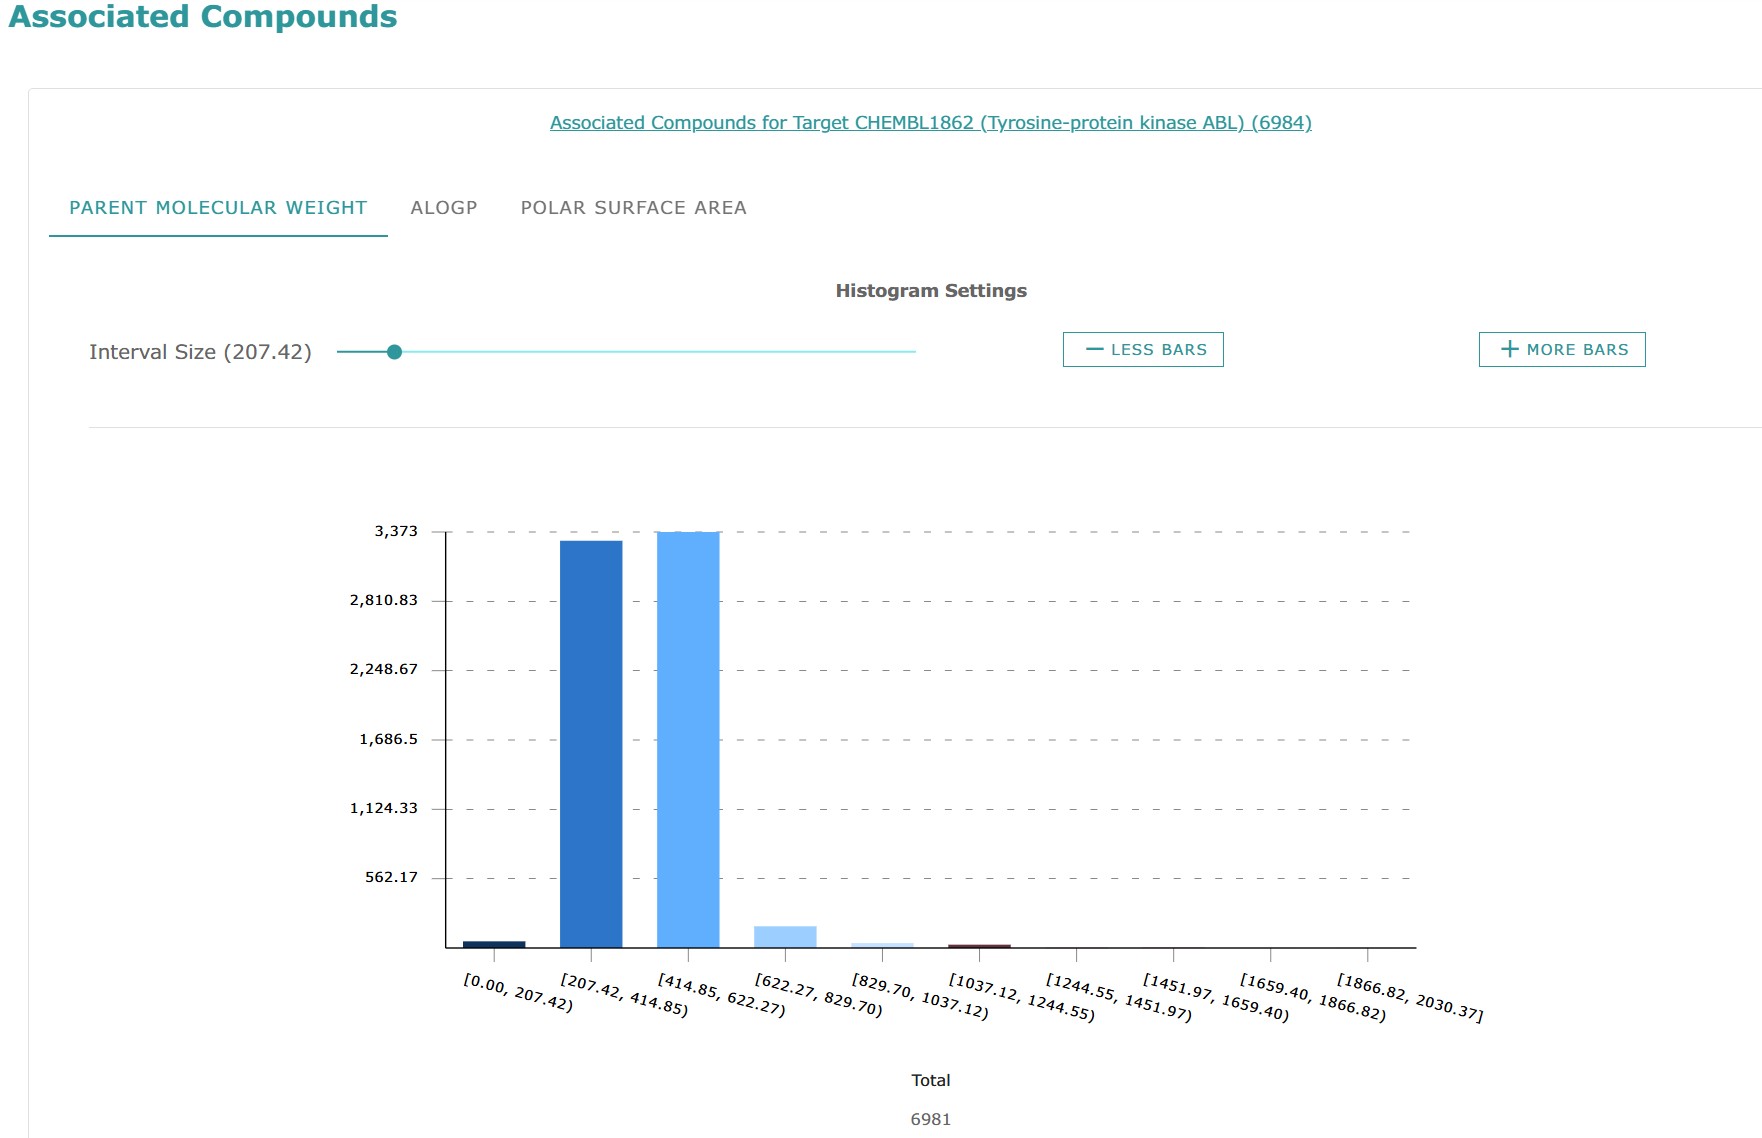 Associated Compounds
Associated Compounds for Target CHEMBL1862 (Tyrosine-protein kinase ABL) (6984)
PARENT MOLECULAR WEIGHT ALOGP POLAR SURFACE AREA
Histogram Settings
Interval Size (207.42) LESS BARS MORE BARS
3,373
2,810.83
2,248.67
1,686.5
1,124.33
562.17
[0.00, 207.42)
[207.42, 414.85)
[414.85, 622.27)
[622.27, 829.70)
[829.70, 1037.12)
[1037.12, 1244.55)
[1244.55, 1451.97)
[1451.97, 1659.40)
[1659.40, 1866.82)
[1866.82, 2030.37]
Total
6981